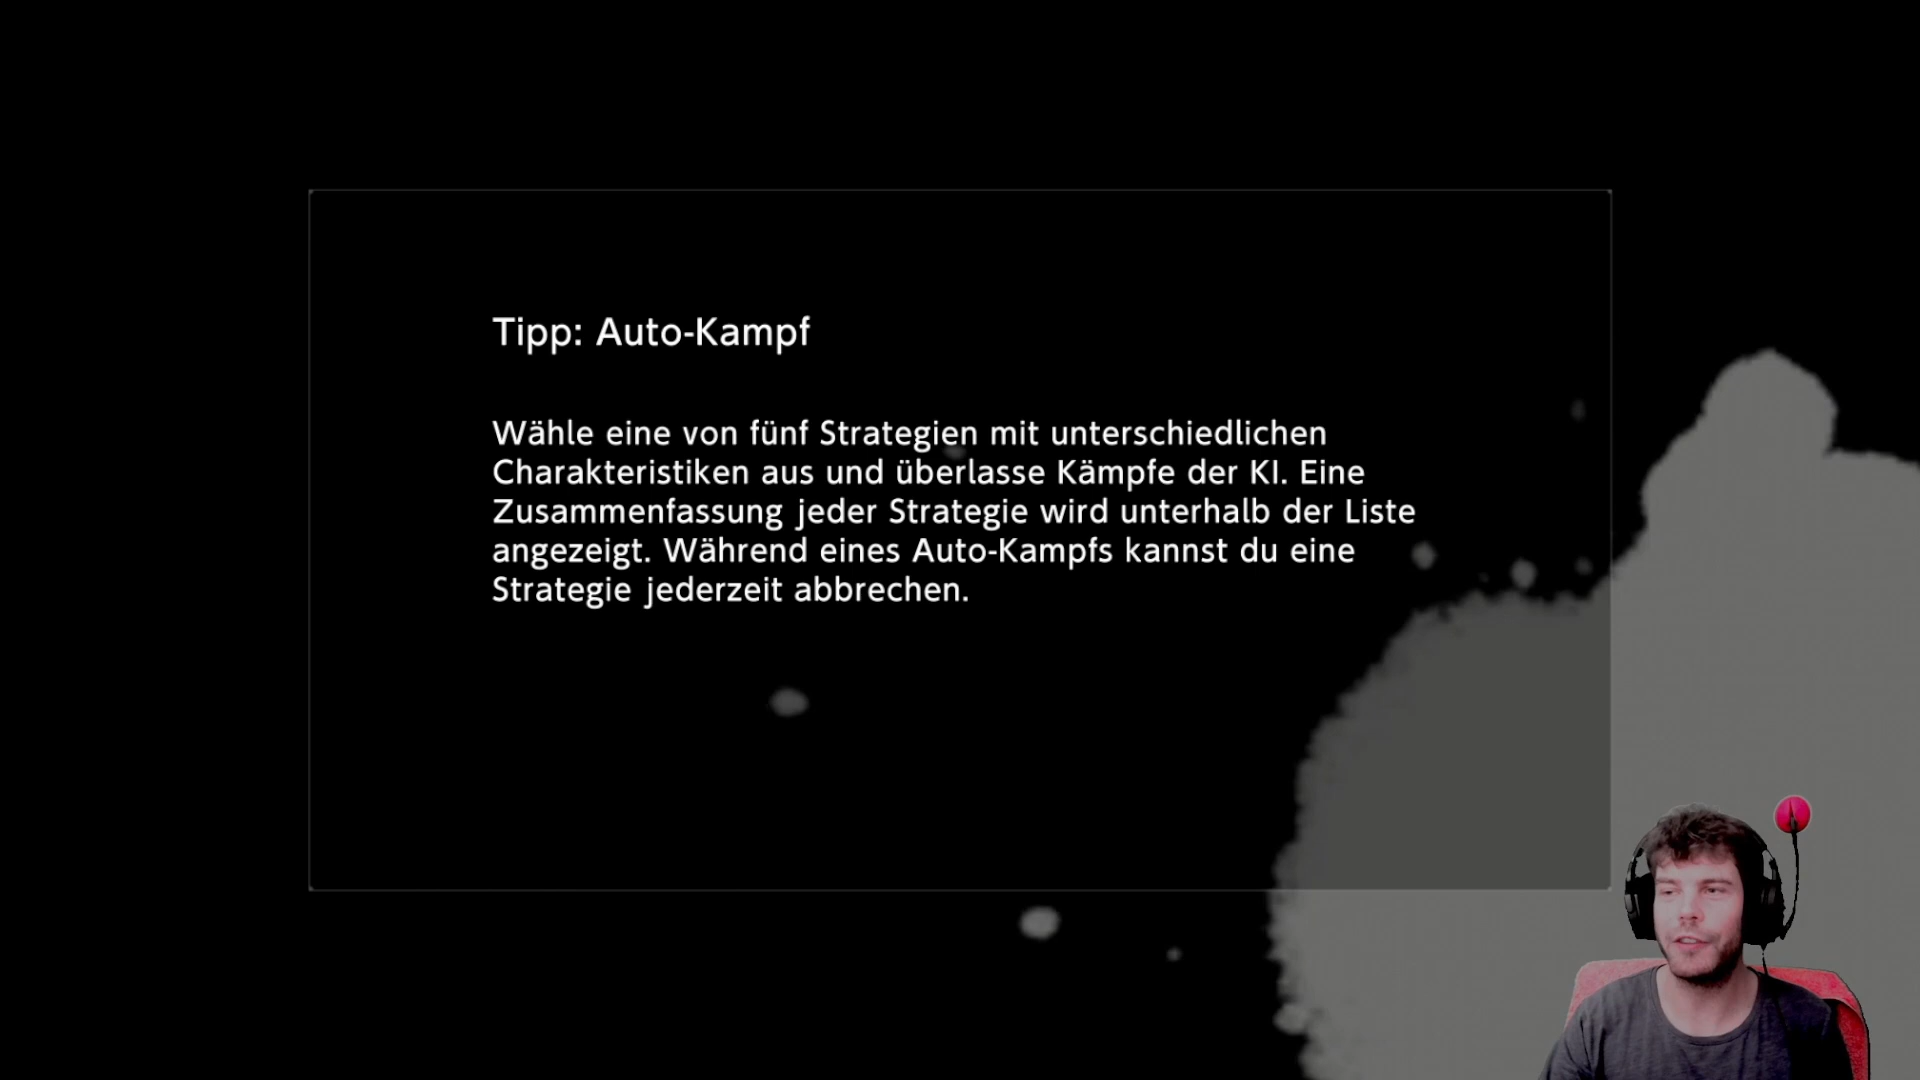 Tipp: Auto-Kampf
Wähle eine von fünf Strategien mit unterschiedlichen
Charakteristiken aus und überlasse Kämpfe der KI. Eine
Zusammenfassung jeder Strategie wird unterhalb der Liste
angezeigt. Während eines Auto-Kampfs kannst du eine
Strategie jederzeit abbrechen.